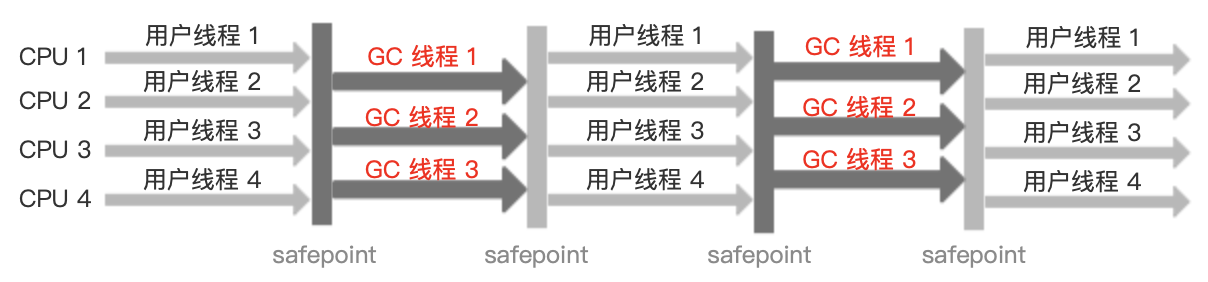 CPU 1
CPU 2
CPU 3
CPU 4
用户线程 1
用户线程 2
用户线程 3
用户线程 4
GC 线程 1
GC 线程 2
GC 线程 3
用户线程 1
用户线程 2
用户线程 3
用户线程 4
GC 线程 1
GC 线程 2
GC 线程 3
用户线程 1
用户线程 2
用户线程 3
用户线程 4
safepoint
safepoint
safepoint
safepoint